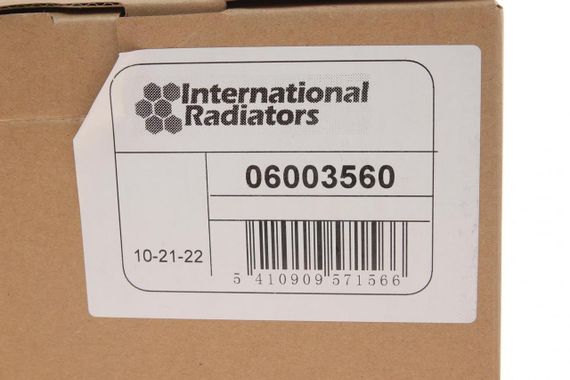 International
Radiators
06003560
10-21-22
5 410909 571566